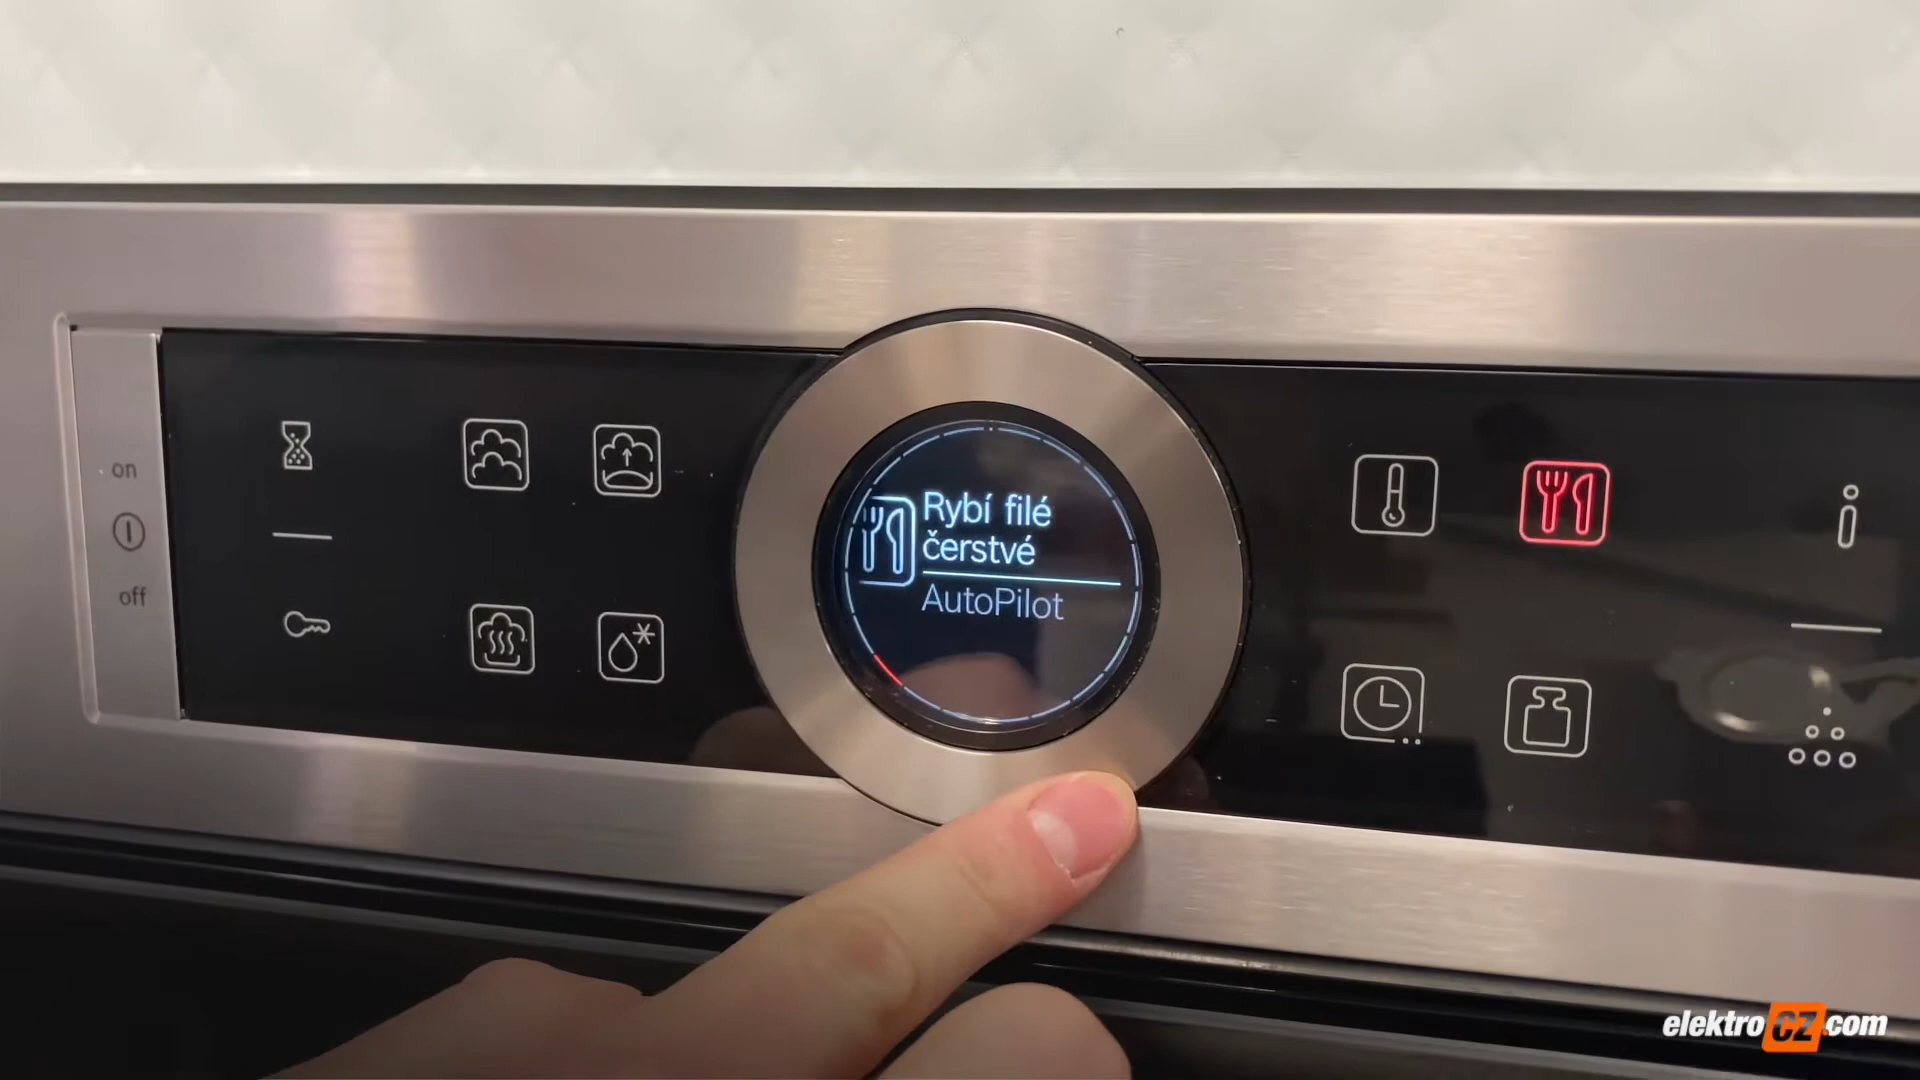 on
off
Rybí filé
čerstvé
AutoPilot
elektroCZ.com